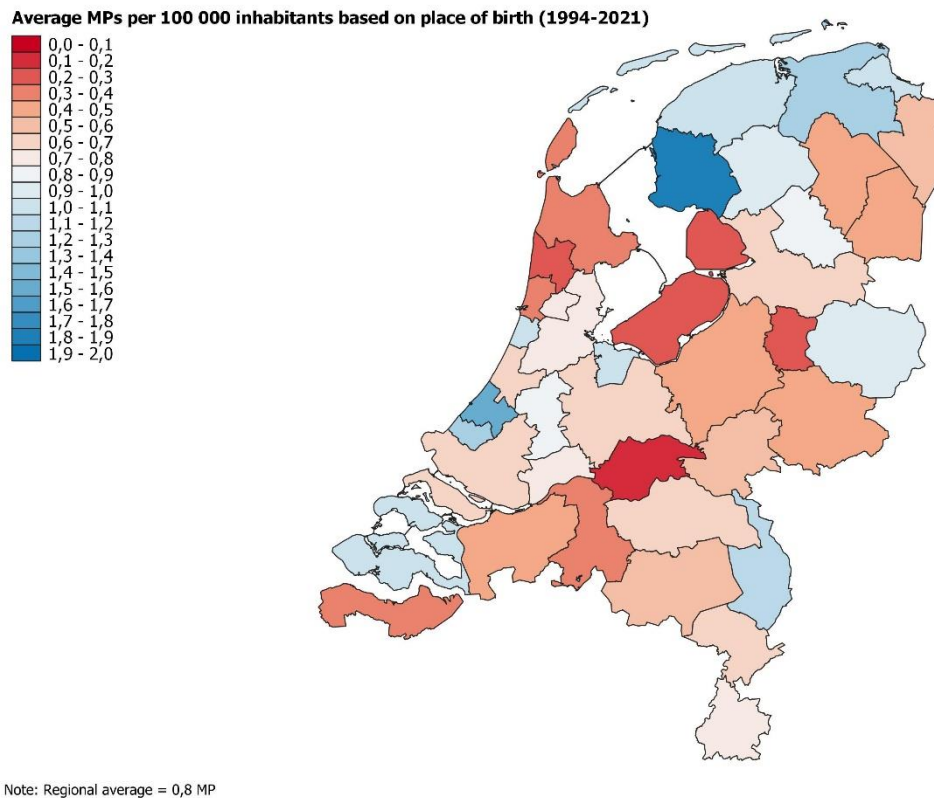 Average MPs per 100 000 inhabitants based on place of birth (1994-2021)
0,0 - 0,1
0,1 - 0,2
0,2 - 0,3
0,3 - 0,4
0,4 - 0,5
0,5 - 0,6
0,6 - 0,7
0,7 - 0,8
0,8 - 0,9
0,9 - 1,0
1,0 - 1,1
1,1 - 1,2
1,2 - 1,3
1,3 - 1,4
1,4 - 1,5
1,5 - 1,6
1,6 - 1,7
1,7 - 1,8
1,8 - 1,9
1,9 - 2,0
Note: Regional average = 0,8 MP